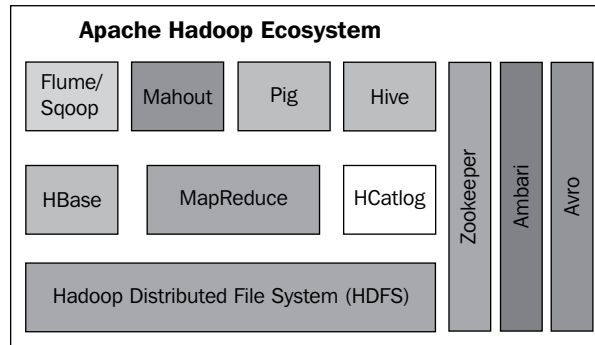 Apache Hadoop Ecosystem
Flume/
Sqoop
Mahout
Pig
Hive
HBase
MapReduce
HCatlog
Hadoop Distributed File System (HDFS)
Zookeeper
Ambari
Avro